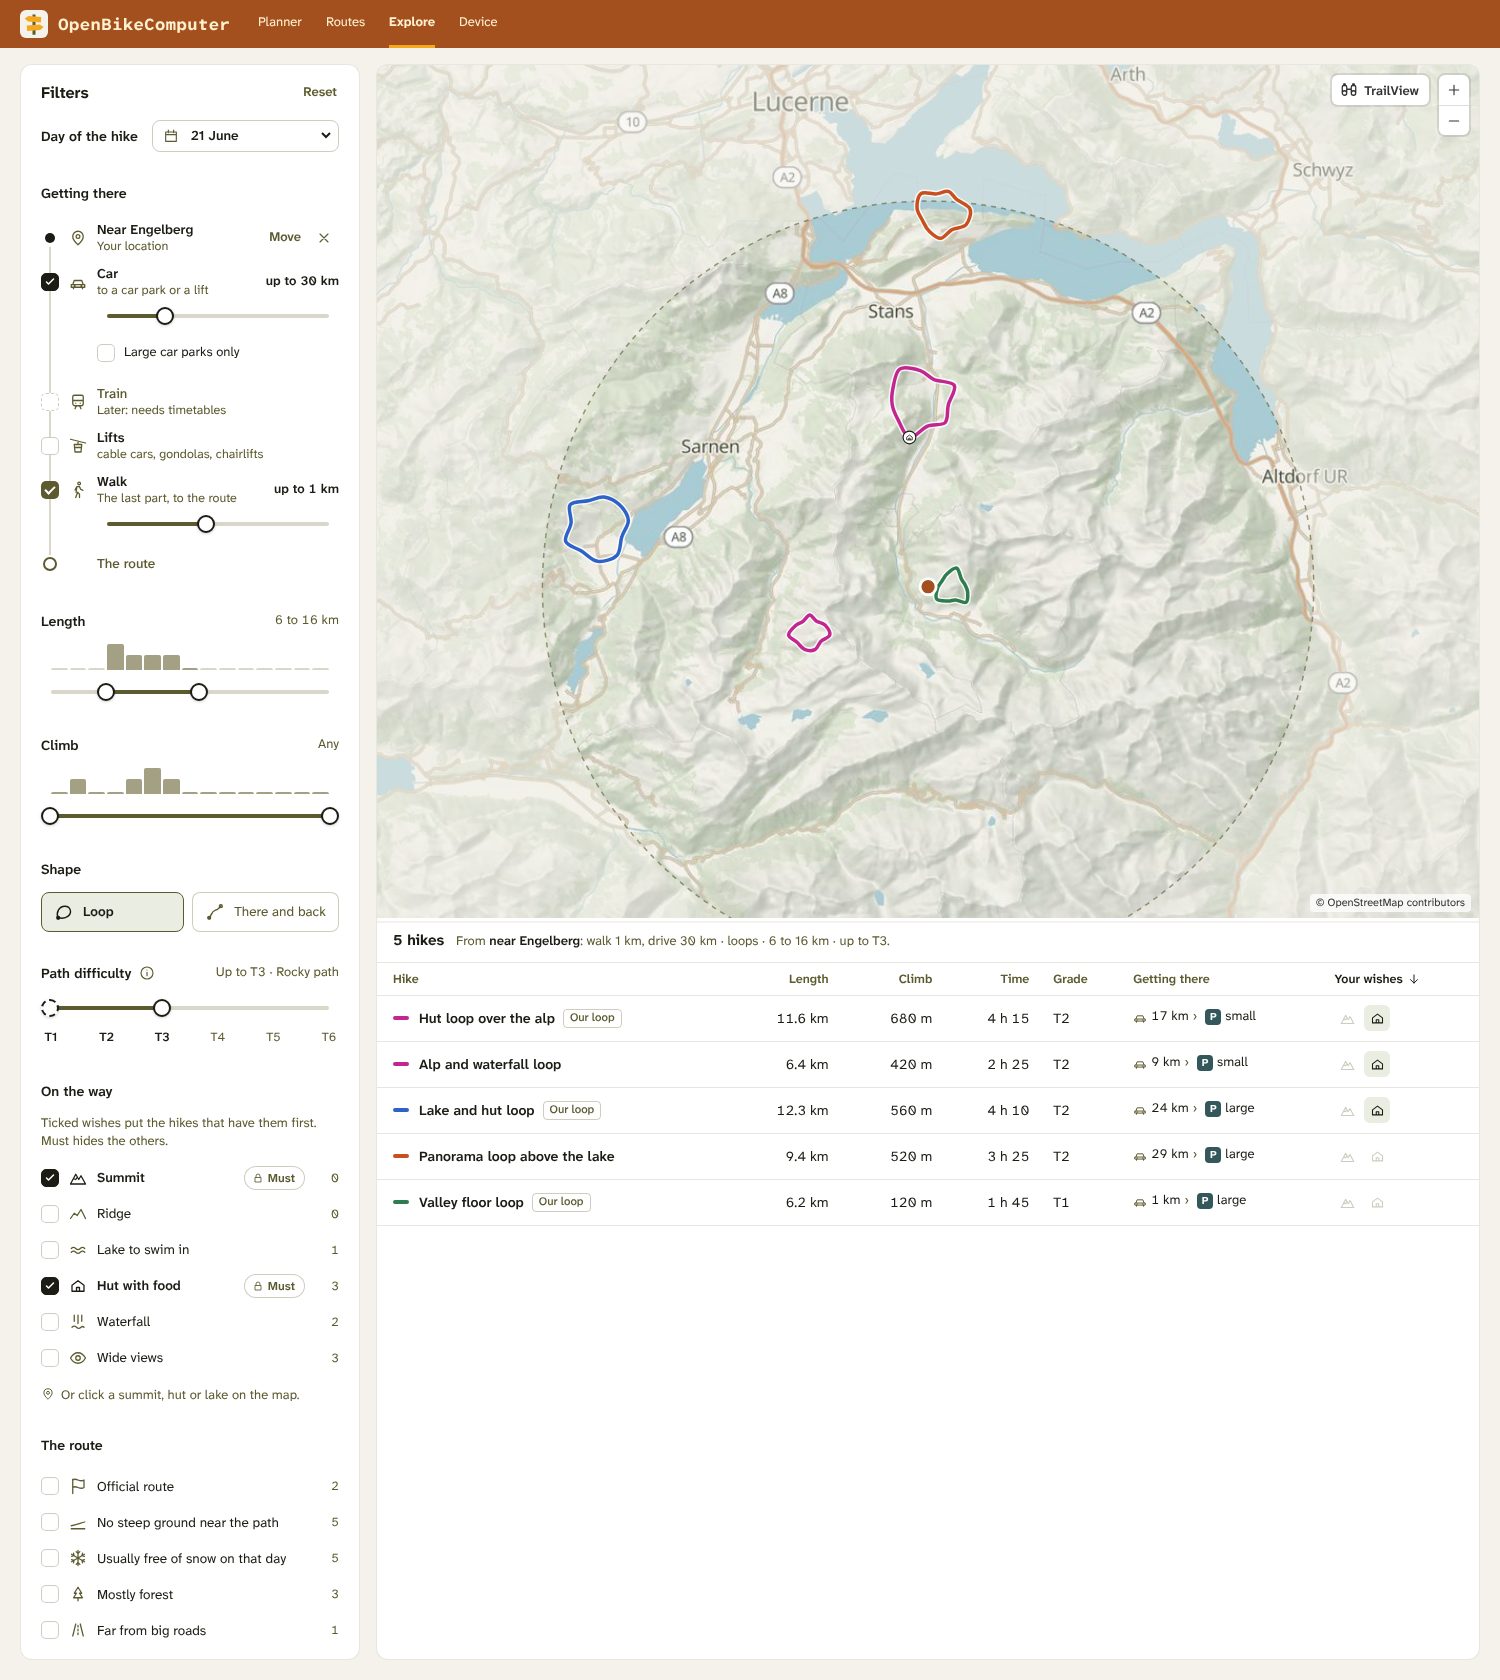 OpenBikeComputer
Planner
Routes
Explore
Device
Filters
Reset
Day of the hike
21 June
Getting there
Near Engelberg
Your location
Move
Car
to a car park or a lift
up to 30 km
Large car parks only
Train
Later: needs timetables
Lifts
cable cars, gondolas, chairlifts
Walk
The last part, to the route
up to 1 km
The route
Length
6 to 16 km
Climb
Any
Shape
Loop
There and back
Path difficulty
Up to T3 · Rocky path
T1 T2 T3 T4 T5 T6
On the way
Ticked wishes put the hikes that have them first.
Must hides the others.
Summit Must 0
Ridge 0
Lake to swim in 1
Hut with food Must 3
Waterfall 2
Wide views 3
Or click a summit, hut or lake on the map.
The route
Official route 2
No steep ground near the path 5
Usually free of snow on that day 5
Mostly forest 3
Far from big roads 1
Arth
Lucerne
TrailView
+
−
10
A2
Schwyz
A8
Stans
A2
Sarnen
Altdorf UR
A8
A2
© OpenStreetMap contributors
5 hikes From near Engelberg: walk 1 km, drive 30 km · loops · 6 to 16 km · up to T3.
Hike Length Climb Time Grade Getting there Your wishes ↓
Hut loop over the alp Our loop 11.6 km 680 m 4 h 15 T2 17 km › P small
Alp and waterfall loop 6.4 km 420 m 2 h 25 T2 9 km › P small
Lake and hut loop Our loop 12.3 km 560 m 4 h 10 T2 24 km › P large
Panorama loop above the lake 9.4 km 520 m 3 h 25 T2 29 km › P large
Valley floor loop Our loop 6.2 km 120 m 1 h 45 T1 1 km › P large